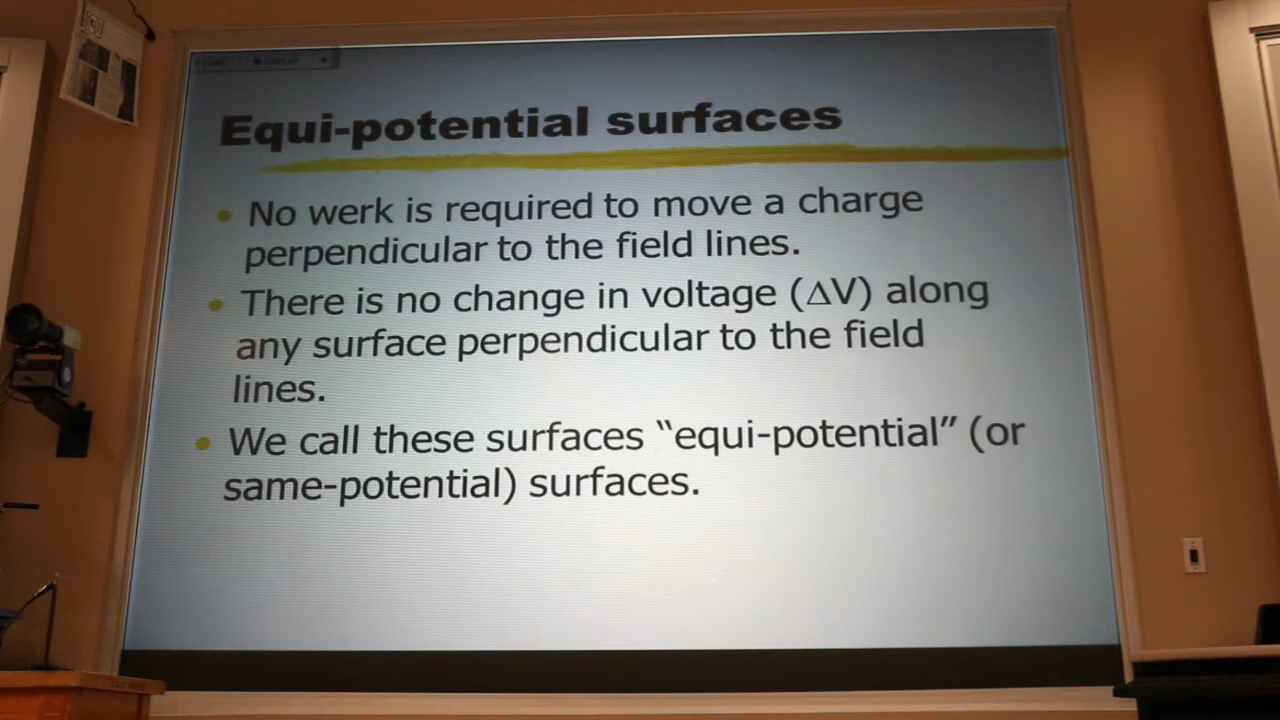 Equi-potential surfaces
• No werk is required to move a charge
perpendicular to the field lines.
• There is no change in voltage (ΔV) along
any surface perpendicular to the field
lines.
• We call these surfaces “equi-potential” (or
same-potential) surfaces.